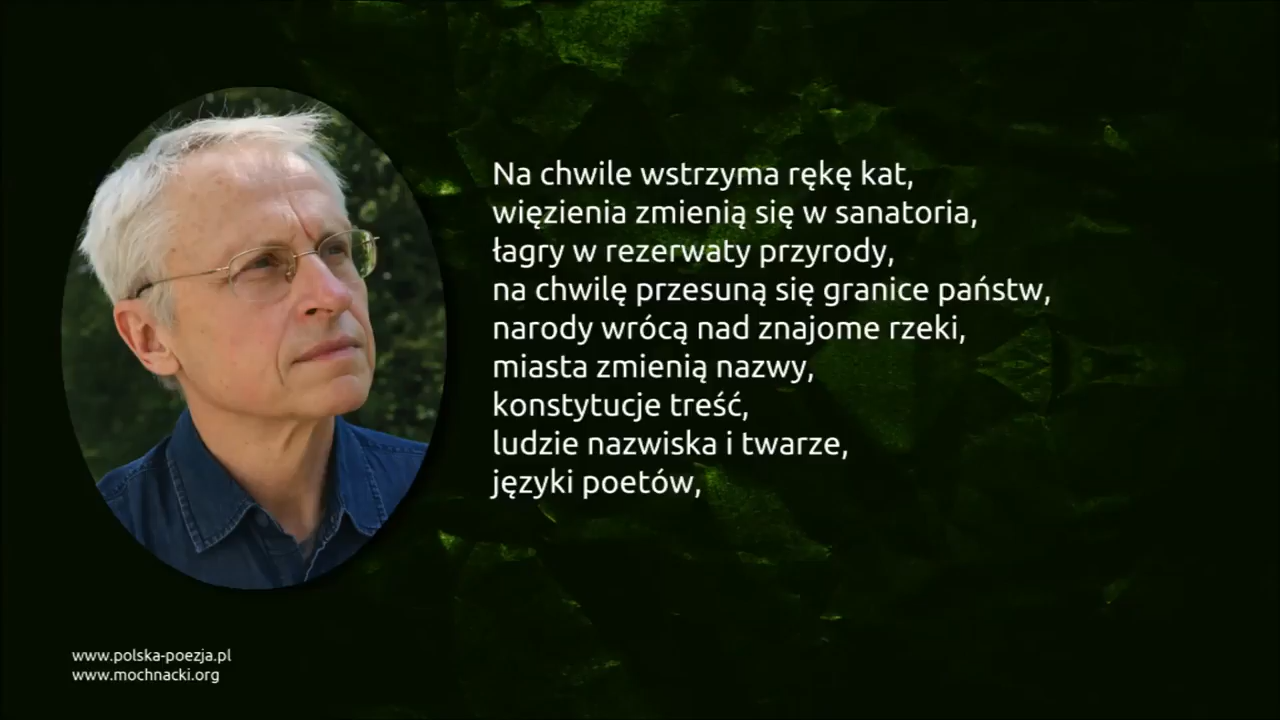 Na chwile wstrzyma rękę kat,
więzienia zmienią się w sanatoria,
łagry w rezerwaty przyrody,
na chwilę przesuną się granice państw,
narody wrócą nad znajome rzeki,
miasta zmienią nazwy,
konstytucje treść,
ludzie nazwiska i twarze,
języki poetów,
www.polska-poezja.pl
www.mochnacki.org